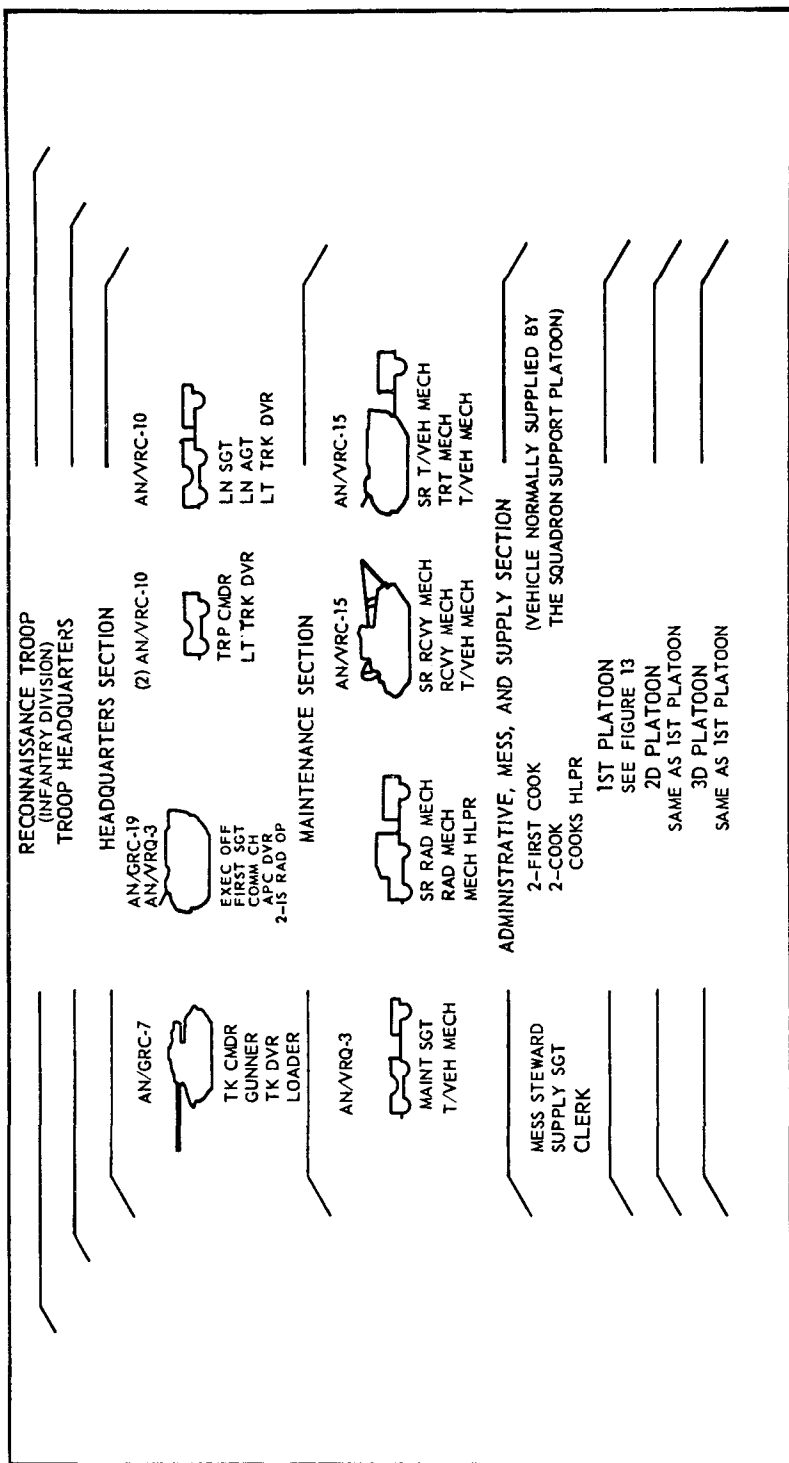 RECONNAISSANCE TROOP
(INFANTRY DIVISION)
TROOP HEADQUARTERS
HEADQUARTERS SECTION
AN/GRC-7
TK CMDR
GUNNER
TK DVR
LOADER
AN/GRC-19
AN/VRQ-3
EXEC OFF
FIRST SGT
COMM CH
APC DVR
2-IS RAD OP
(2) AN/VRC-10
TRP CMDR
LT TRK DVR
AN/VRC-10
LN SGT
LN AGT
LT TRK DVR
MAINTENANCE SECTION
AN/VRQ-3
MAINT SGT
T/VEH MECH
SR RAD MECH
RAD MECH
MECH HLPR
AN/VRC-15
SR RCVY MECH
RCVY MECH
T/VEH MECH
AN/VRC-15
SR T/VEH MECH
TRT MECH
T/VEH MECH
ADMINISTRATIVE, MESS, AND SUPPLY SECTION
MESS STEWARD
SUPPLY SGT
CLERK
2-FIRST COOK
2-COOK
COOKS HLPR
(VEHICLE NORMALLY SUPPLIED BY
THE SQUADRON SUPPORT PLATOON)
1ST PLATOON
SEE FIGURE 13
2D PLATOON
SAME AS 1ST PLATOON
3D PLATOON
SAME AS 1ST PLATOON